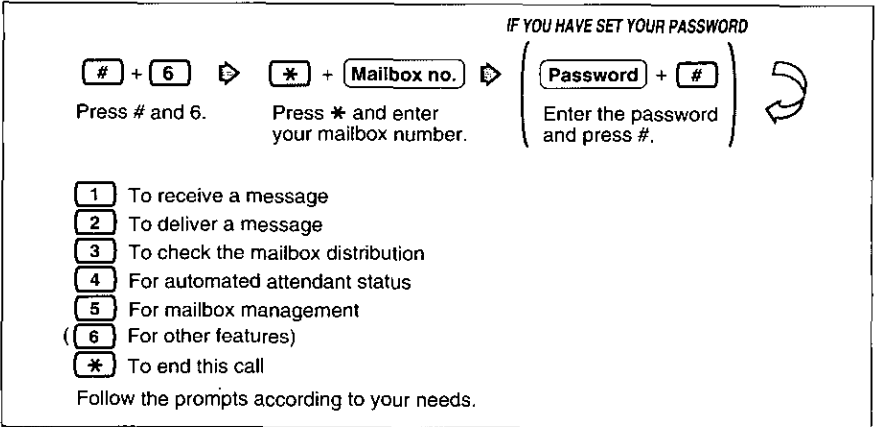 IF YOU HAVE SET YOUR PASSWORD
# + 6 * + Mailbox no. Password + #
Press # and 6. Press * and enter Enter the password
your mailbox number. and press #.
1 To receive a message
2 To deliver a message
3 To check the mailbox distribution
4 For automated attendant status
5 For mailbox management
(6 For other features)
* To end this call
Follow the prompts according to your needs.